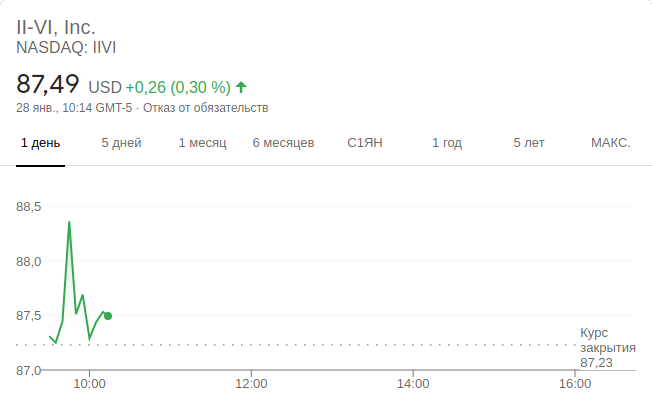 II-VI, Inc.
NASDAQ: IIVI
87,49 USD +0,26 (0,30 %)
28 янв., 10:14 GMT-5 · Отказ от обязательств
1 день 5 дней 1 месяц 6 месяцев С1ЯН 1 год 5 лет МАКС.
88,5
88,0
87,5
87,0
Курс
закрытия
87,23
10:00 12:00 14:00 16:00